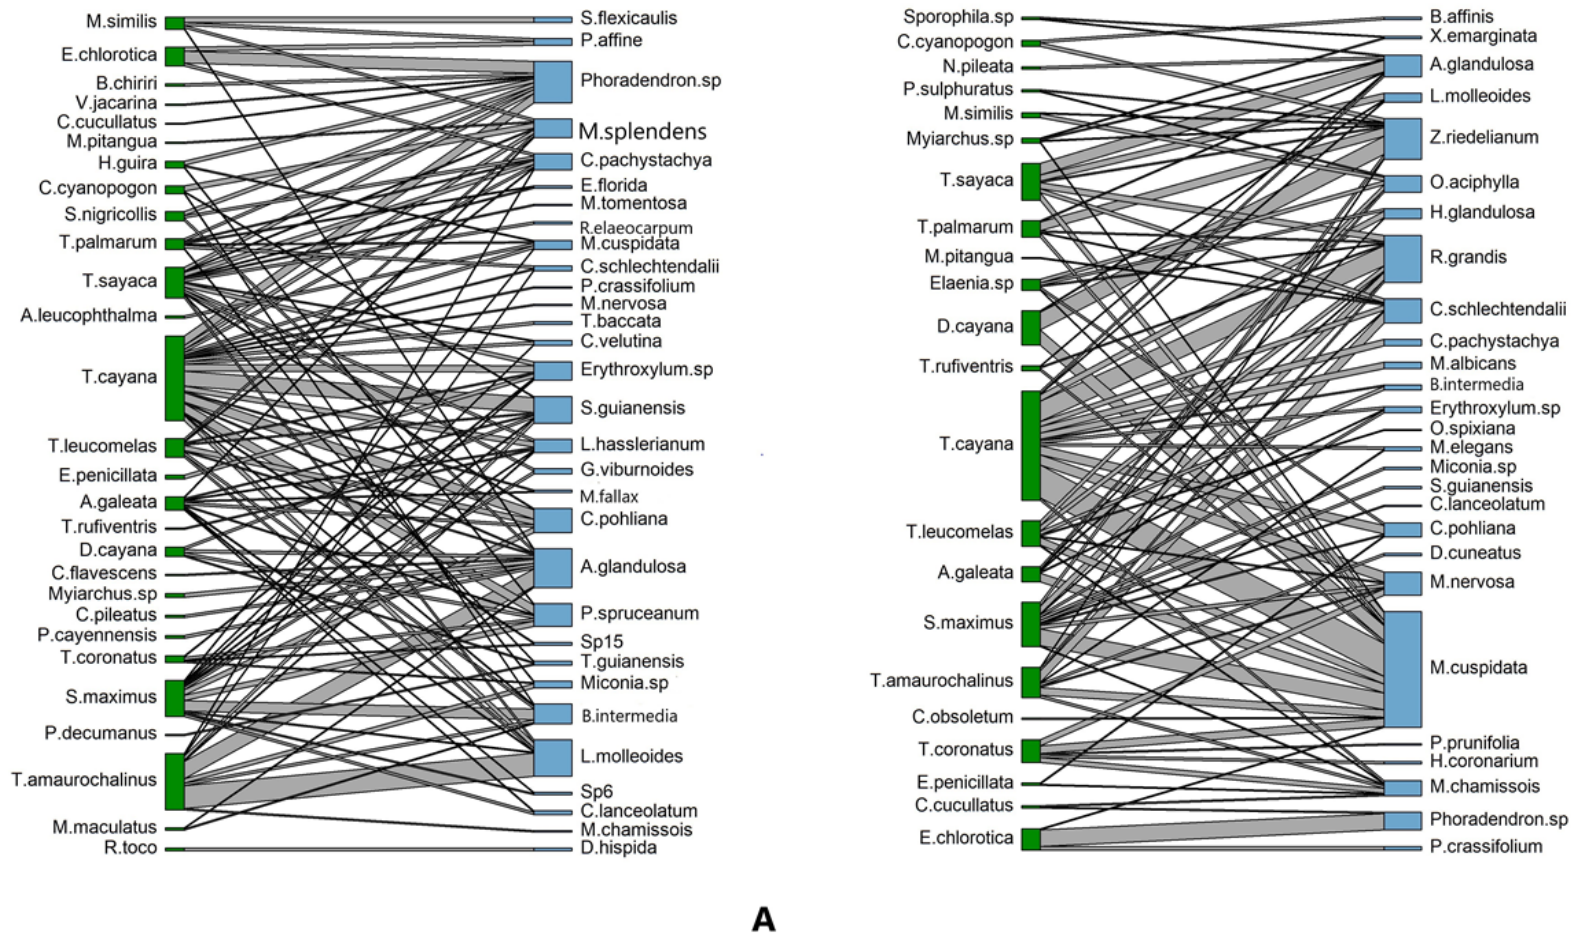 M.similis
E.chlorotica
B.chiriri
V.jacarina
C.cucullatus
M.pitangua
H.guira
C.cyanopogon
S.nigricollis
T.palmarum
T.sayaca
A.leucophthalma
T.cayana
T.leucomelas
E.penicillata
A.galeata
T.rufiventris
D.cayana
C.flavescens
Myiarchus.sp
C.pileatus
P.cayennensis
T.coronatus
S.maximus
P.decumanus
T.amaurochalinus
M.maculatus
R.toco
S.flexicaulis
P.affine
Phoradendron.sp
M.splendens
C.pachystachya
E.florida
M.tomentosa
R.elaeocarpum
M.cuspidata
C.schlechtendalii
P.crassifolium
M.nervosa
T.baccata
C.velutina
Erythroxylum.sp
S.guianensis
L.hasslerianum
G.viburnoides
M.fallax
C.pohliana
A.glandulosa
P.spruceanum
Sp15
T.guianensis
Miconia.sp
B.intermedia
L.molleoides
Sp6
C.lanceolatum
M.chamissois
D.hispida
Sporophila.sp
C.cyanopogon
N.pileata
P.sulphuratus
M.similis
Myiarchus.sp
T.sayaca
T.palmarum
M.pitangua
Elaenia.sp
D.cayana
T.rufiventris
T.cayana
T.leucomelas
A.galeata
S.maximus
T.amaurochalinus
C.obsoletum
T.coronatus
E.penicillata
C.cucullatus
E.chlorotica
B.affinis
X.emarginata
A.glandulosa
L.molleoides
Z.riedelianum
O.aciphylla
H.glandulosa
R.grandis
C.schlechtendalii
C.pachystachya
M.albicans
B.intermedia
Erythroxylum.sp
O.spixiana
M.elegans
Miconia.sp
S.guianensis
C.lanceolatum
C.pohliana
D.cuneatus
M.nervosa
M.cuspidata
P.prunifolia
H.coronarium
M.chamissois
Phoradendron.sp
P.crassifolium
A